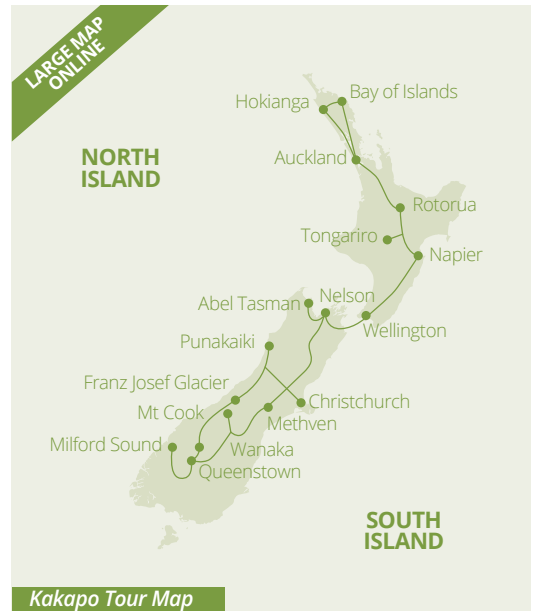 LARGE MAP
ONLINE
Bay of Islands
Hokianga
NORTH
ISLAND
Auckland
Rotorua
Tongariro
Napier
Nelson
Abel Tasman
Wellington
Punakaiki
Franz Josef Glacier
Christchurch
Mt Cook
Methven
Milford Sound
Wanaka
Queenstown
SOUTH
ISLAND
Kakapo Tour Map